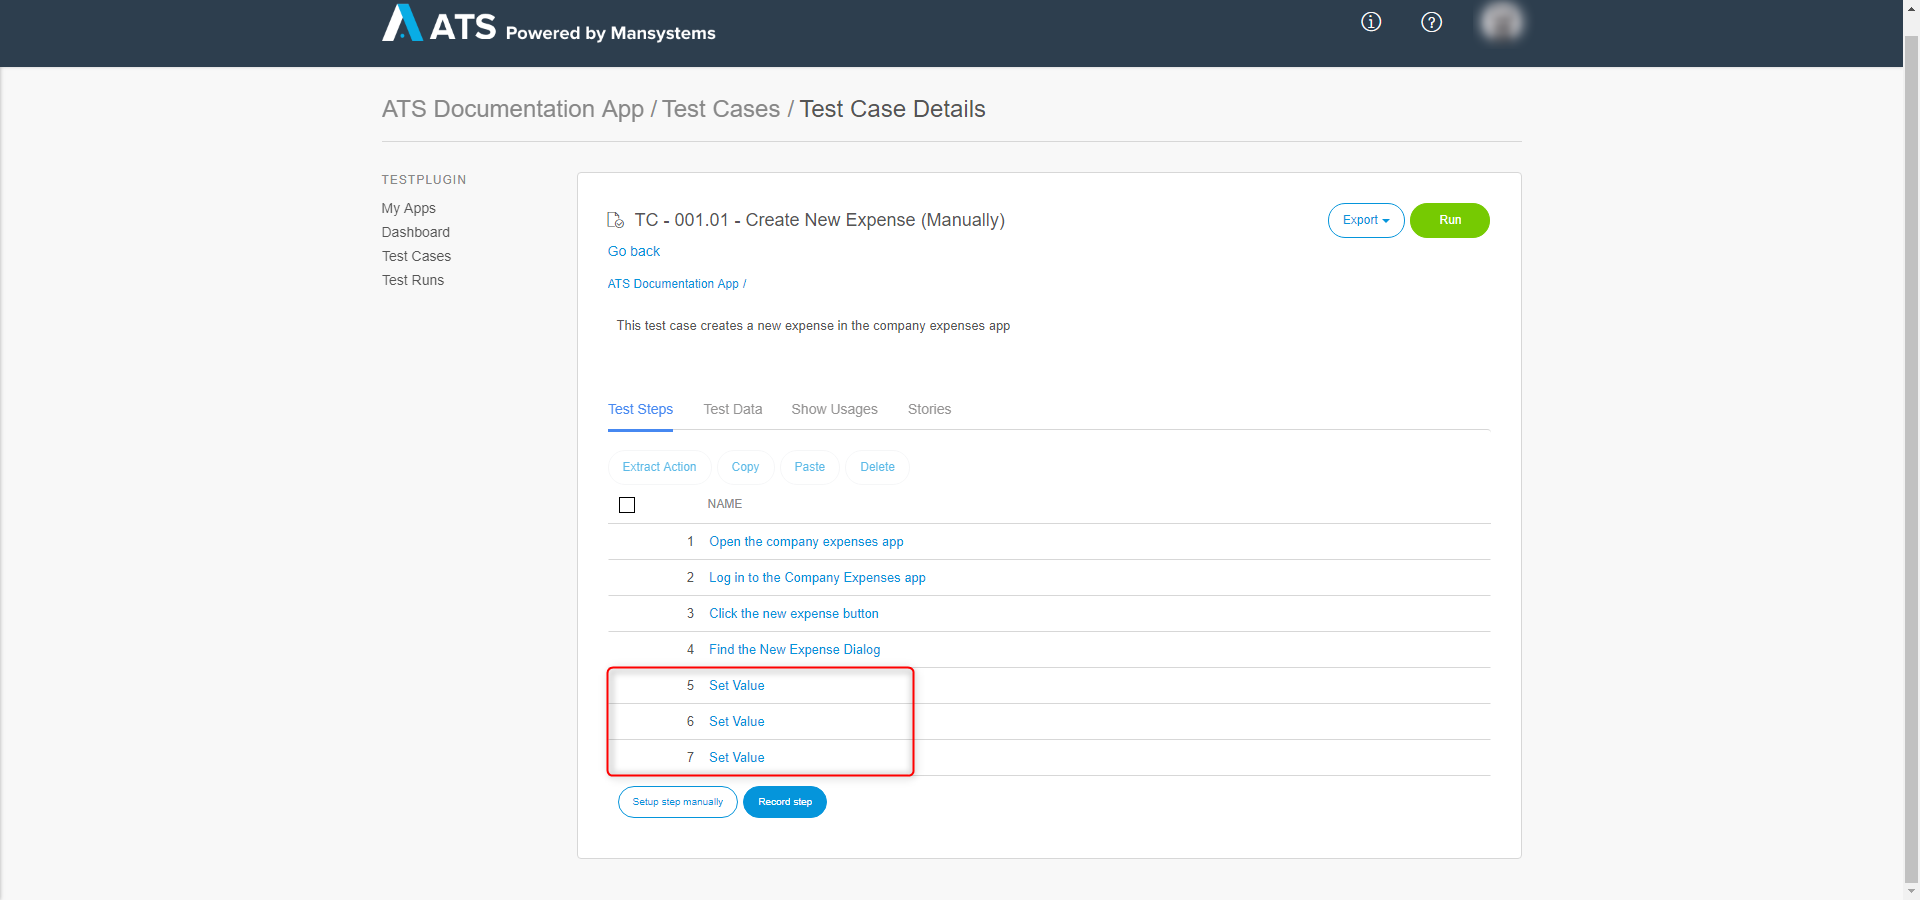 ATS Powered by Mansystems
ATS Documentation App / Test Cases / Test Case Details
TESTPLUGIN
My Apps
Dashboard
Test Cases
Test Runs
TC - 001.01 - Create New Expense (Manually)
Export
Run
Go back
ATS Documentation App /
This test case creates a new expense in the company expenses app
Test Steps Test Data Show Usages Stories
Extract Action Copy Paste Delete
NAME
1 Open the company expenses app
2 Log in to the Company Expenses app
3 Click the new expense button
4 Find the New Expense Dialog
5 Set Value
6 Set Value
7 Set Value
Setup step manually Record step